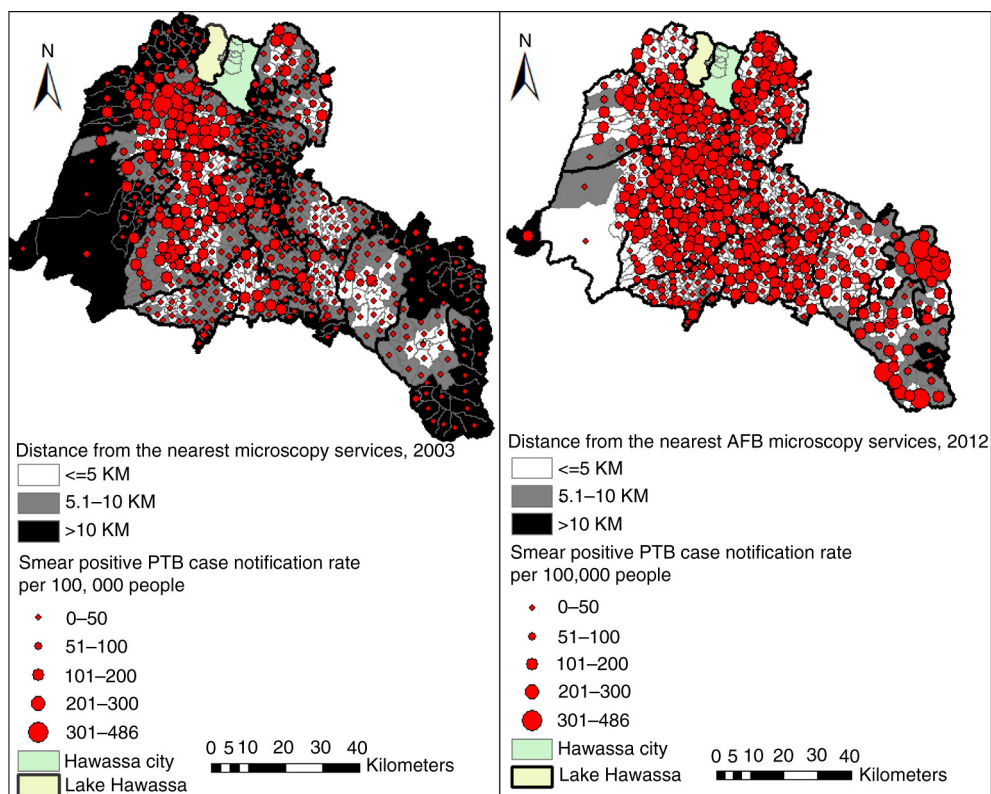 N
Distance from the nearest microscopy services, 2003
<=5 KM
5.1–10 KM
>10 KM
Smear positive PTB case notification rate
per 100, 000 people
0–50
51–100
101–200
201–300
301–486
Hawassa city
Lake Hawassa
0 5 10 20 30 40
Kilometers
N
Distance from the nearest AFB microscopy services, 2012
<=5 KM
5.1–10 KM
>10 KM
Smear positive PTB case notification rate
per 100,000 people
0–50
51–100
101–200
201–300
301–486
Hawassa city
Lake Hawassa
0 5 10 20 30 40
Kilometers